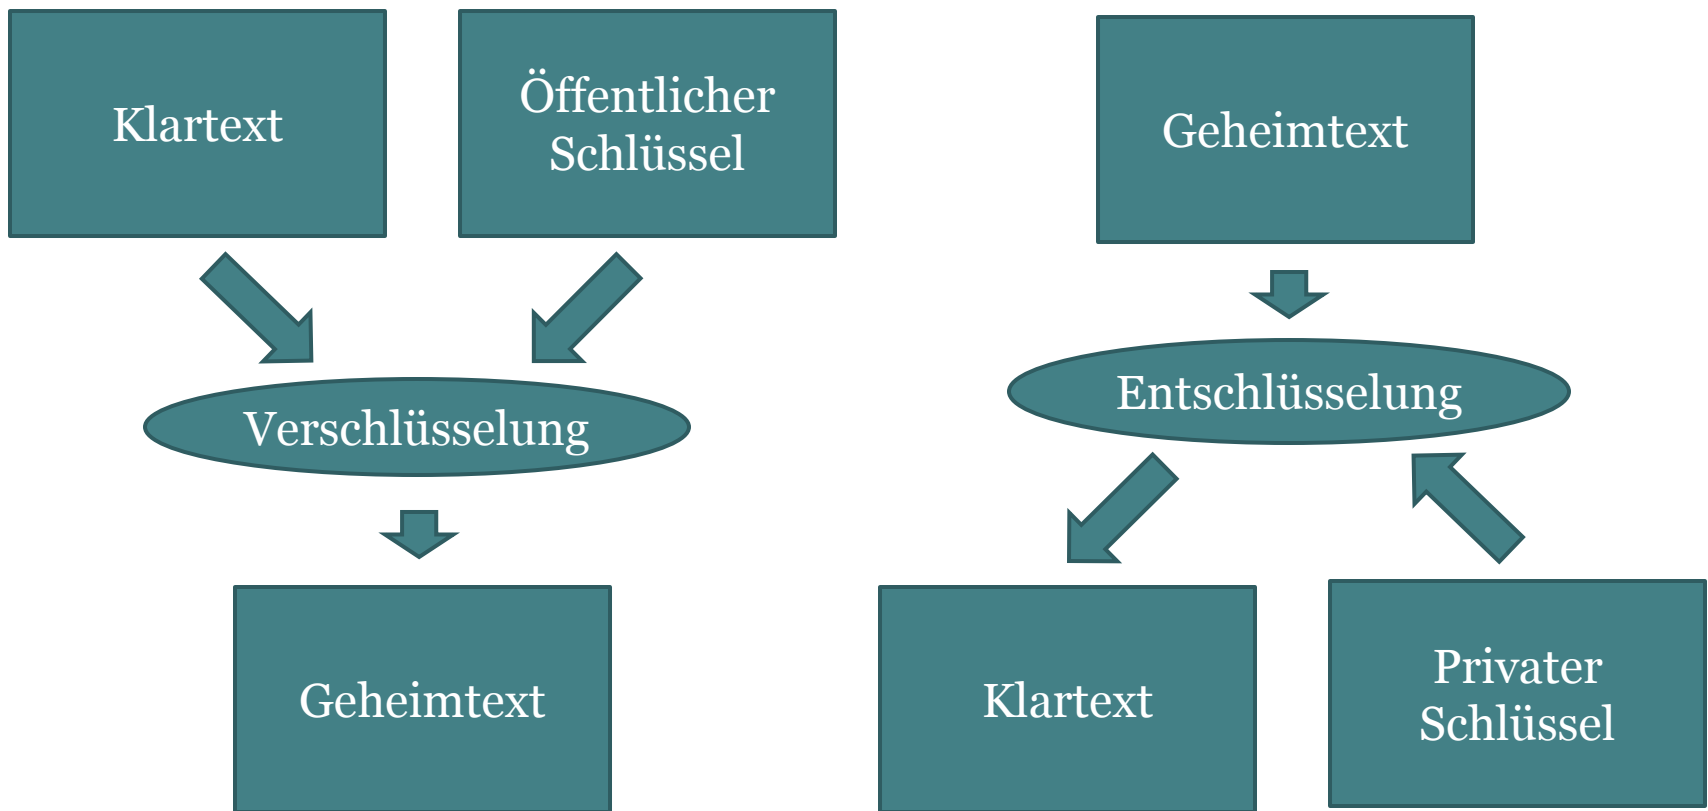 Klartext
Öffentlicher
Schlüssel
Verschlüsselung
Geheimtext
Geheimtext
Entschlüsselung
Klartext
Privater
Schlüssel